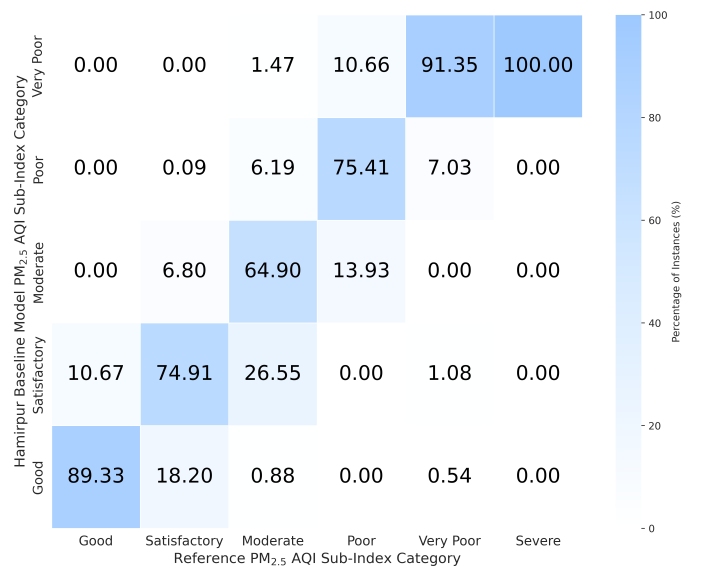 Hamirpur Baseline Model PM2.5 AQI Sub-Index Category
Very Poor
0.00 0.00 1.47 10.66 91.35 100.00
Poor
0.00 0.09 6.19 75.41 7.03 0.00
Moderate
0.00 6.80 64.90 13.93 0.00 0.00
Satisfactory
10.67 74.91 26.55 0.00 1.08 0.00
Good
89.33 18.20 0.88 0.00 0.54 0.00
Good Satisfactory Moderate Poor Very Poor Severe
Reference PM2.5 AQI Sub-Index Category
100
80
60
40
20
0
Percentage of Instances (%)